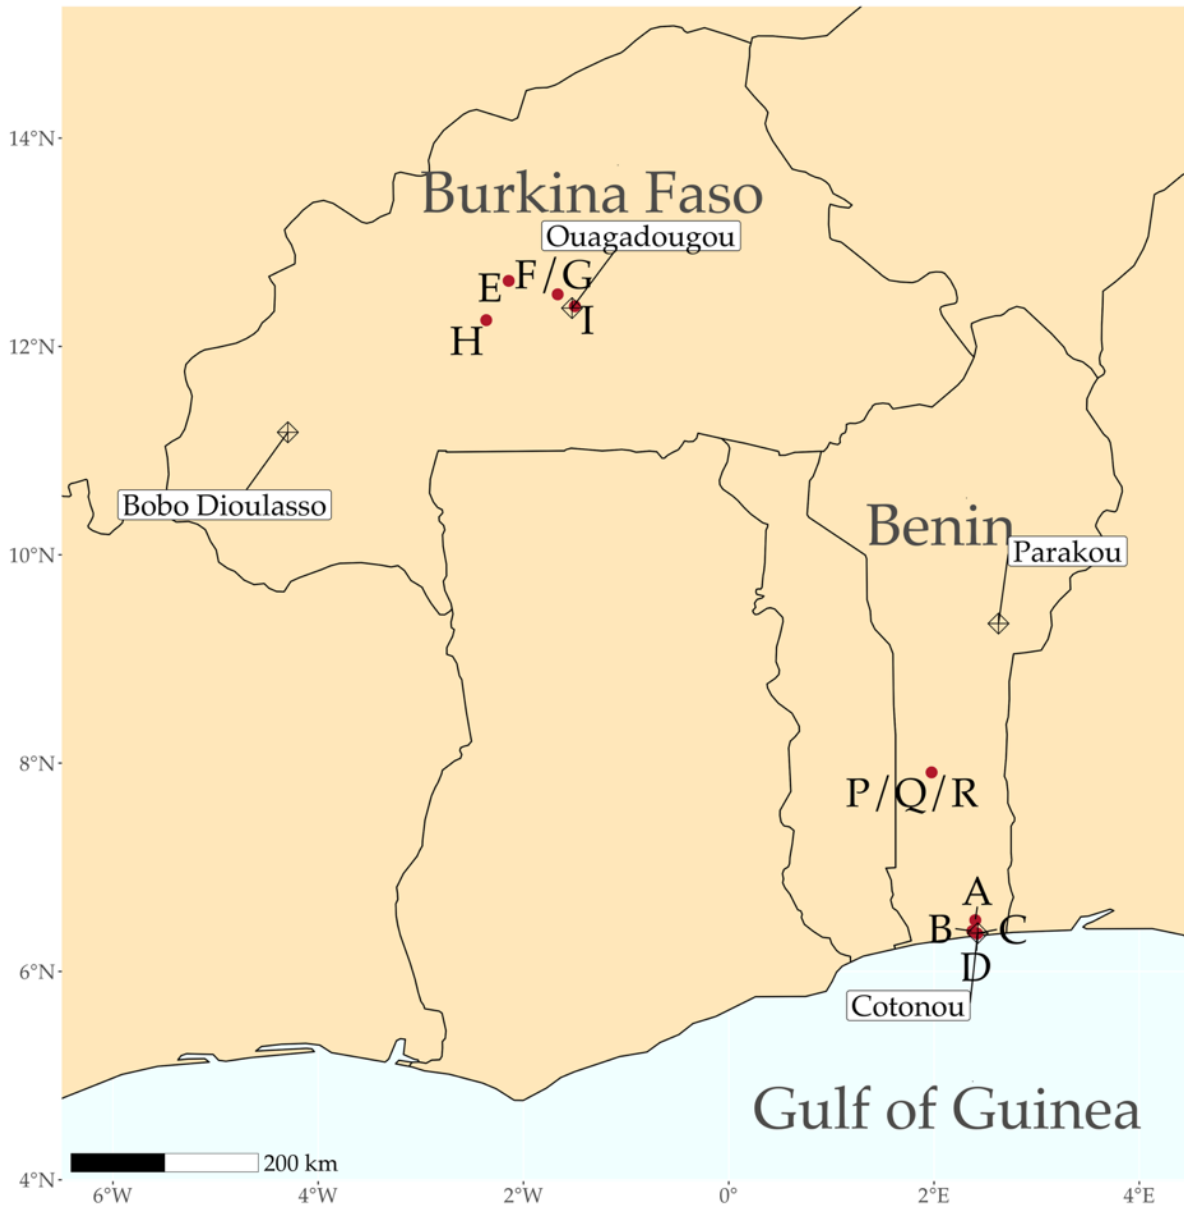 14°N
Burkina Faso
Ouagadougou
E
F/G
I
12°N
H
Bobo Dioulasso
Benin
10°N
Parakou
8°N
P/Q/R
A
B
C
D
6°N
Cotonou
Gulf of Guinea
200 km
4°N
6°W
4°W
2°W
0°
2°E
4°E